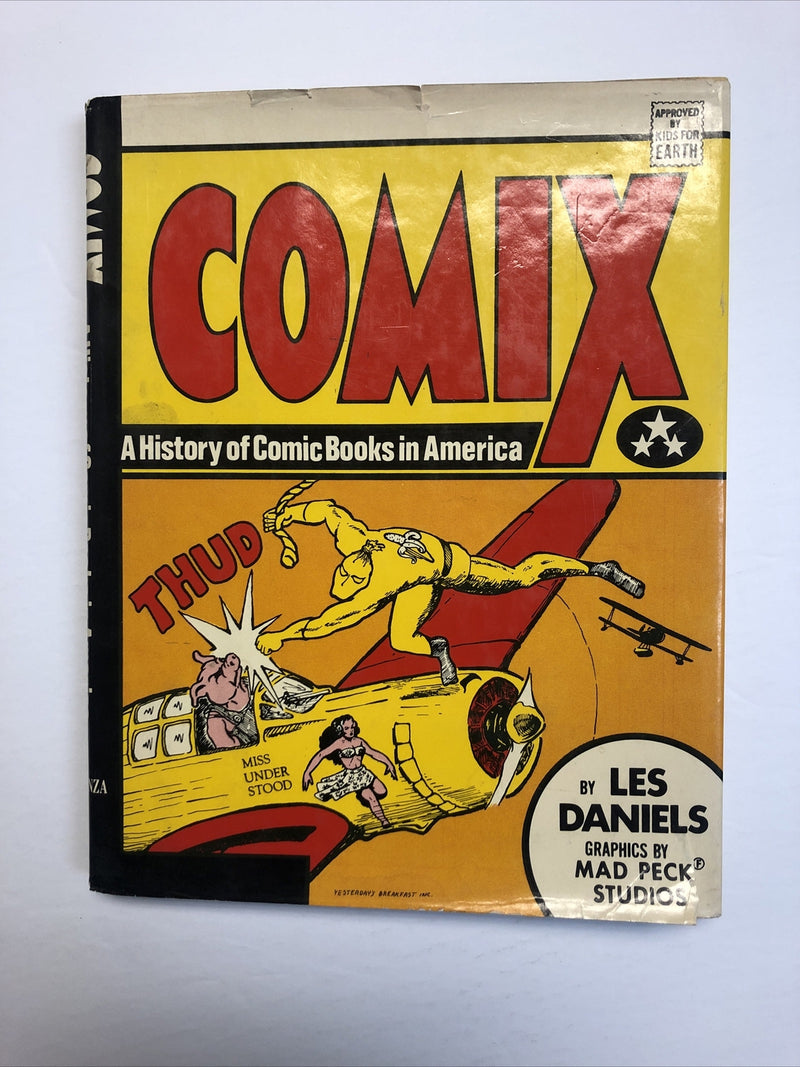 APPROVED
BY
KIDS FOR
EARTH
COMIX
COMIX
A History of Comic Books in America
THUD
MISS
UNDER
STOOD
BY LES
DANIELS
GRAPHICS BY
MAD PECK Ⓕ
STUDIOS
YESTERDAY'S BREAKFAST INC.
NZA